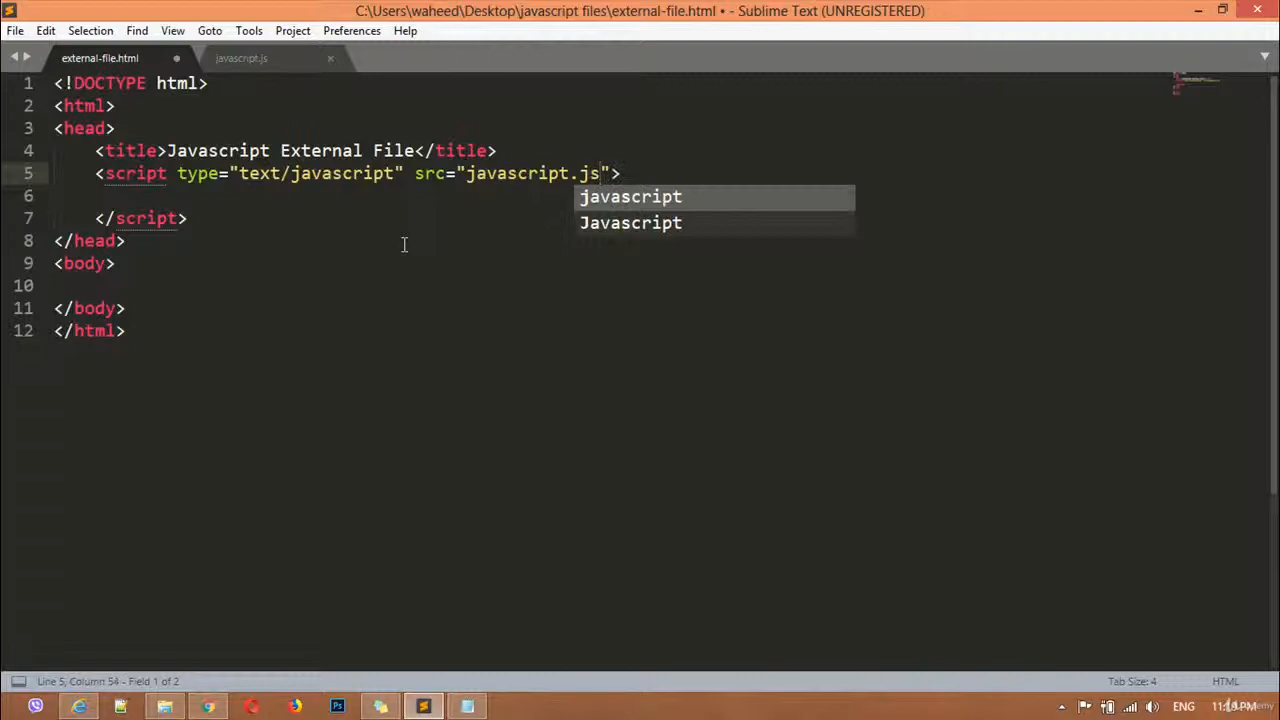 C:\Users\waheed\Desktop\javascript files\external-file.html • - Sublime Text (UNREGISTERED)
File Edit Selection Find View Goto Tools Project Preferences Help
external-file.html javascript.js
1 <!DOCTYPE html>
2 <html>
3 <head>
4 <title>Javascript External File</title>
5 <script type="text/javascript" src="javascript.js">
6 javascript
Javascript
7 </script>
8 </head>
9 <body>
10
11 </body>
12 </html>
Line 5, Column 54 - Field 1 of 2 Tab Size: 4 HTML
Ps ENG